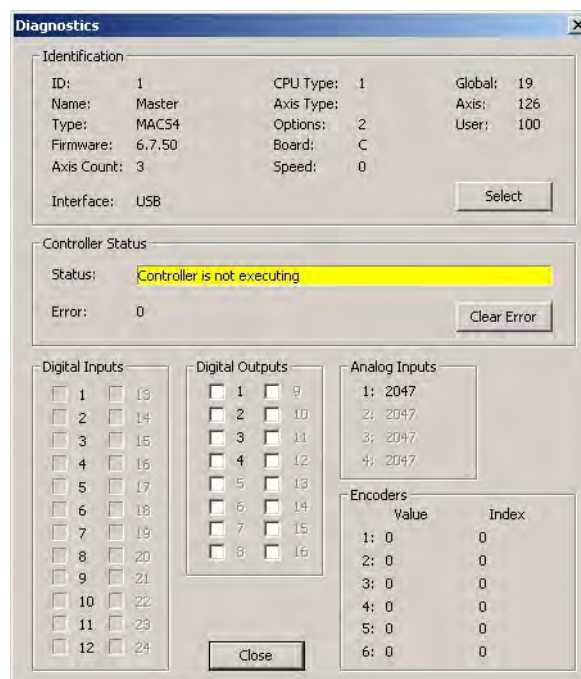 Diagnostics
Identification
ID: 1 CPU Type: 1 Global: 19
Name: Master Axis Type: Axis: 126
Type: MACS4 Options: 2 User: 100
Firmware: 6.7.50 Board: C
Axis Count: 3 Speed: 0
Interface: USB Select
Controller Status
Status: Controller is not executing
Error: 0 Clear Error
Digital Inputs Digital Outputs Analog Inputs
1 13 1 9 1: 2047
2 14 2 10 2: 2047
3 15 3 11 3: 2047
4 16 4 12 4: 2047
5 17 5 13
6 18 6 14
7 19 7 15
8 20 8 16
9 21
10 22
11 23
12 24
Encoders
Value Index
1: 0 0
2: 0 0
3: 0 0
4: 0 0
5: 0 0
6: 0 0
Close